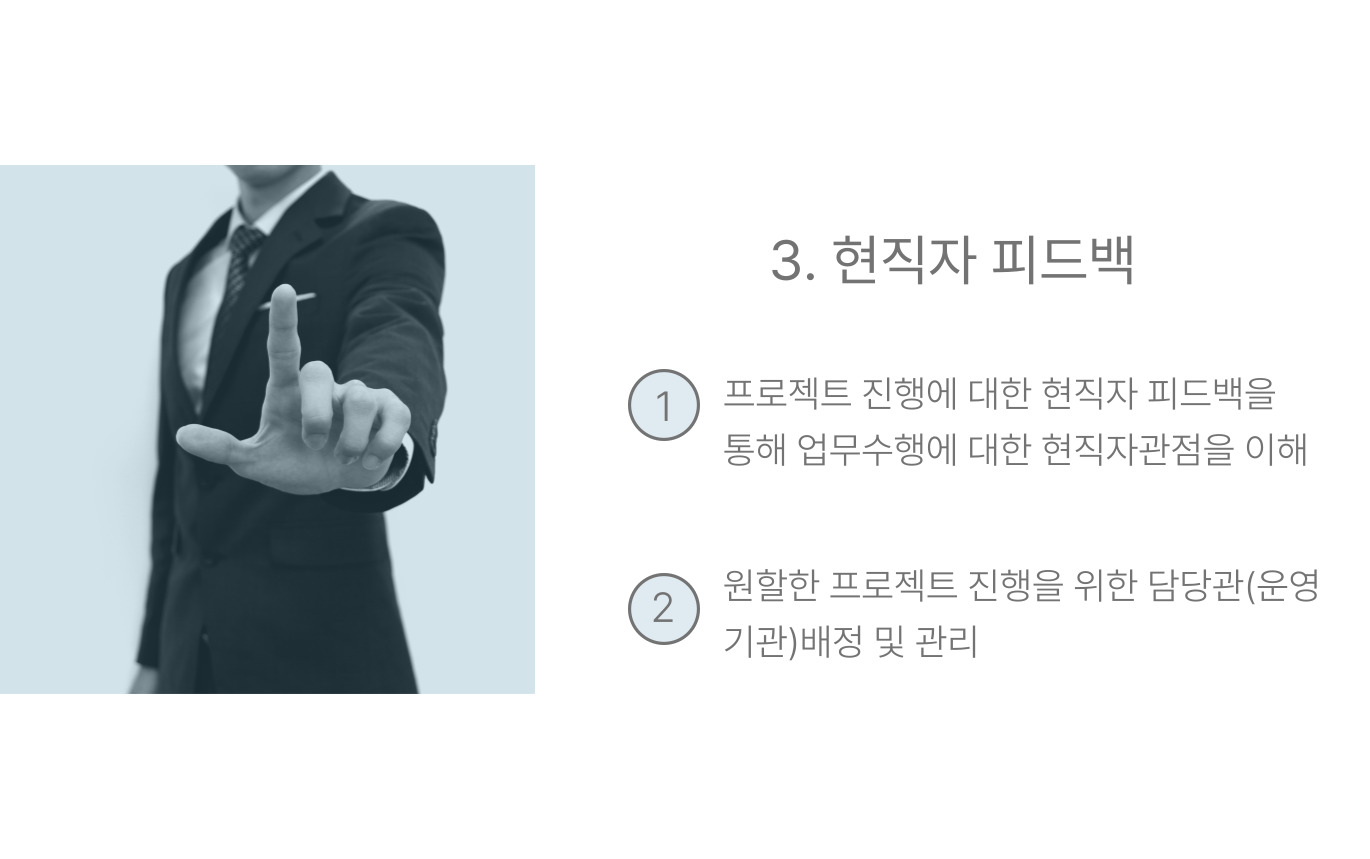 3. 현직자 피드백
1 프로젝트 진행에 대한 현직자 피드백을
통해 업무수행에 대한 현직자관점을 이해
2 원할한 프로젝트 진행을 위한 담당관(운영
기관)배정 및 관리